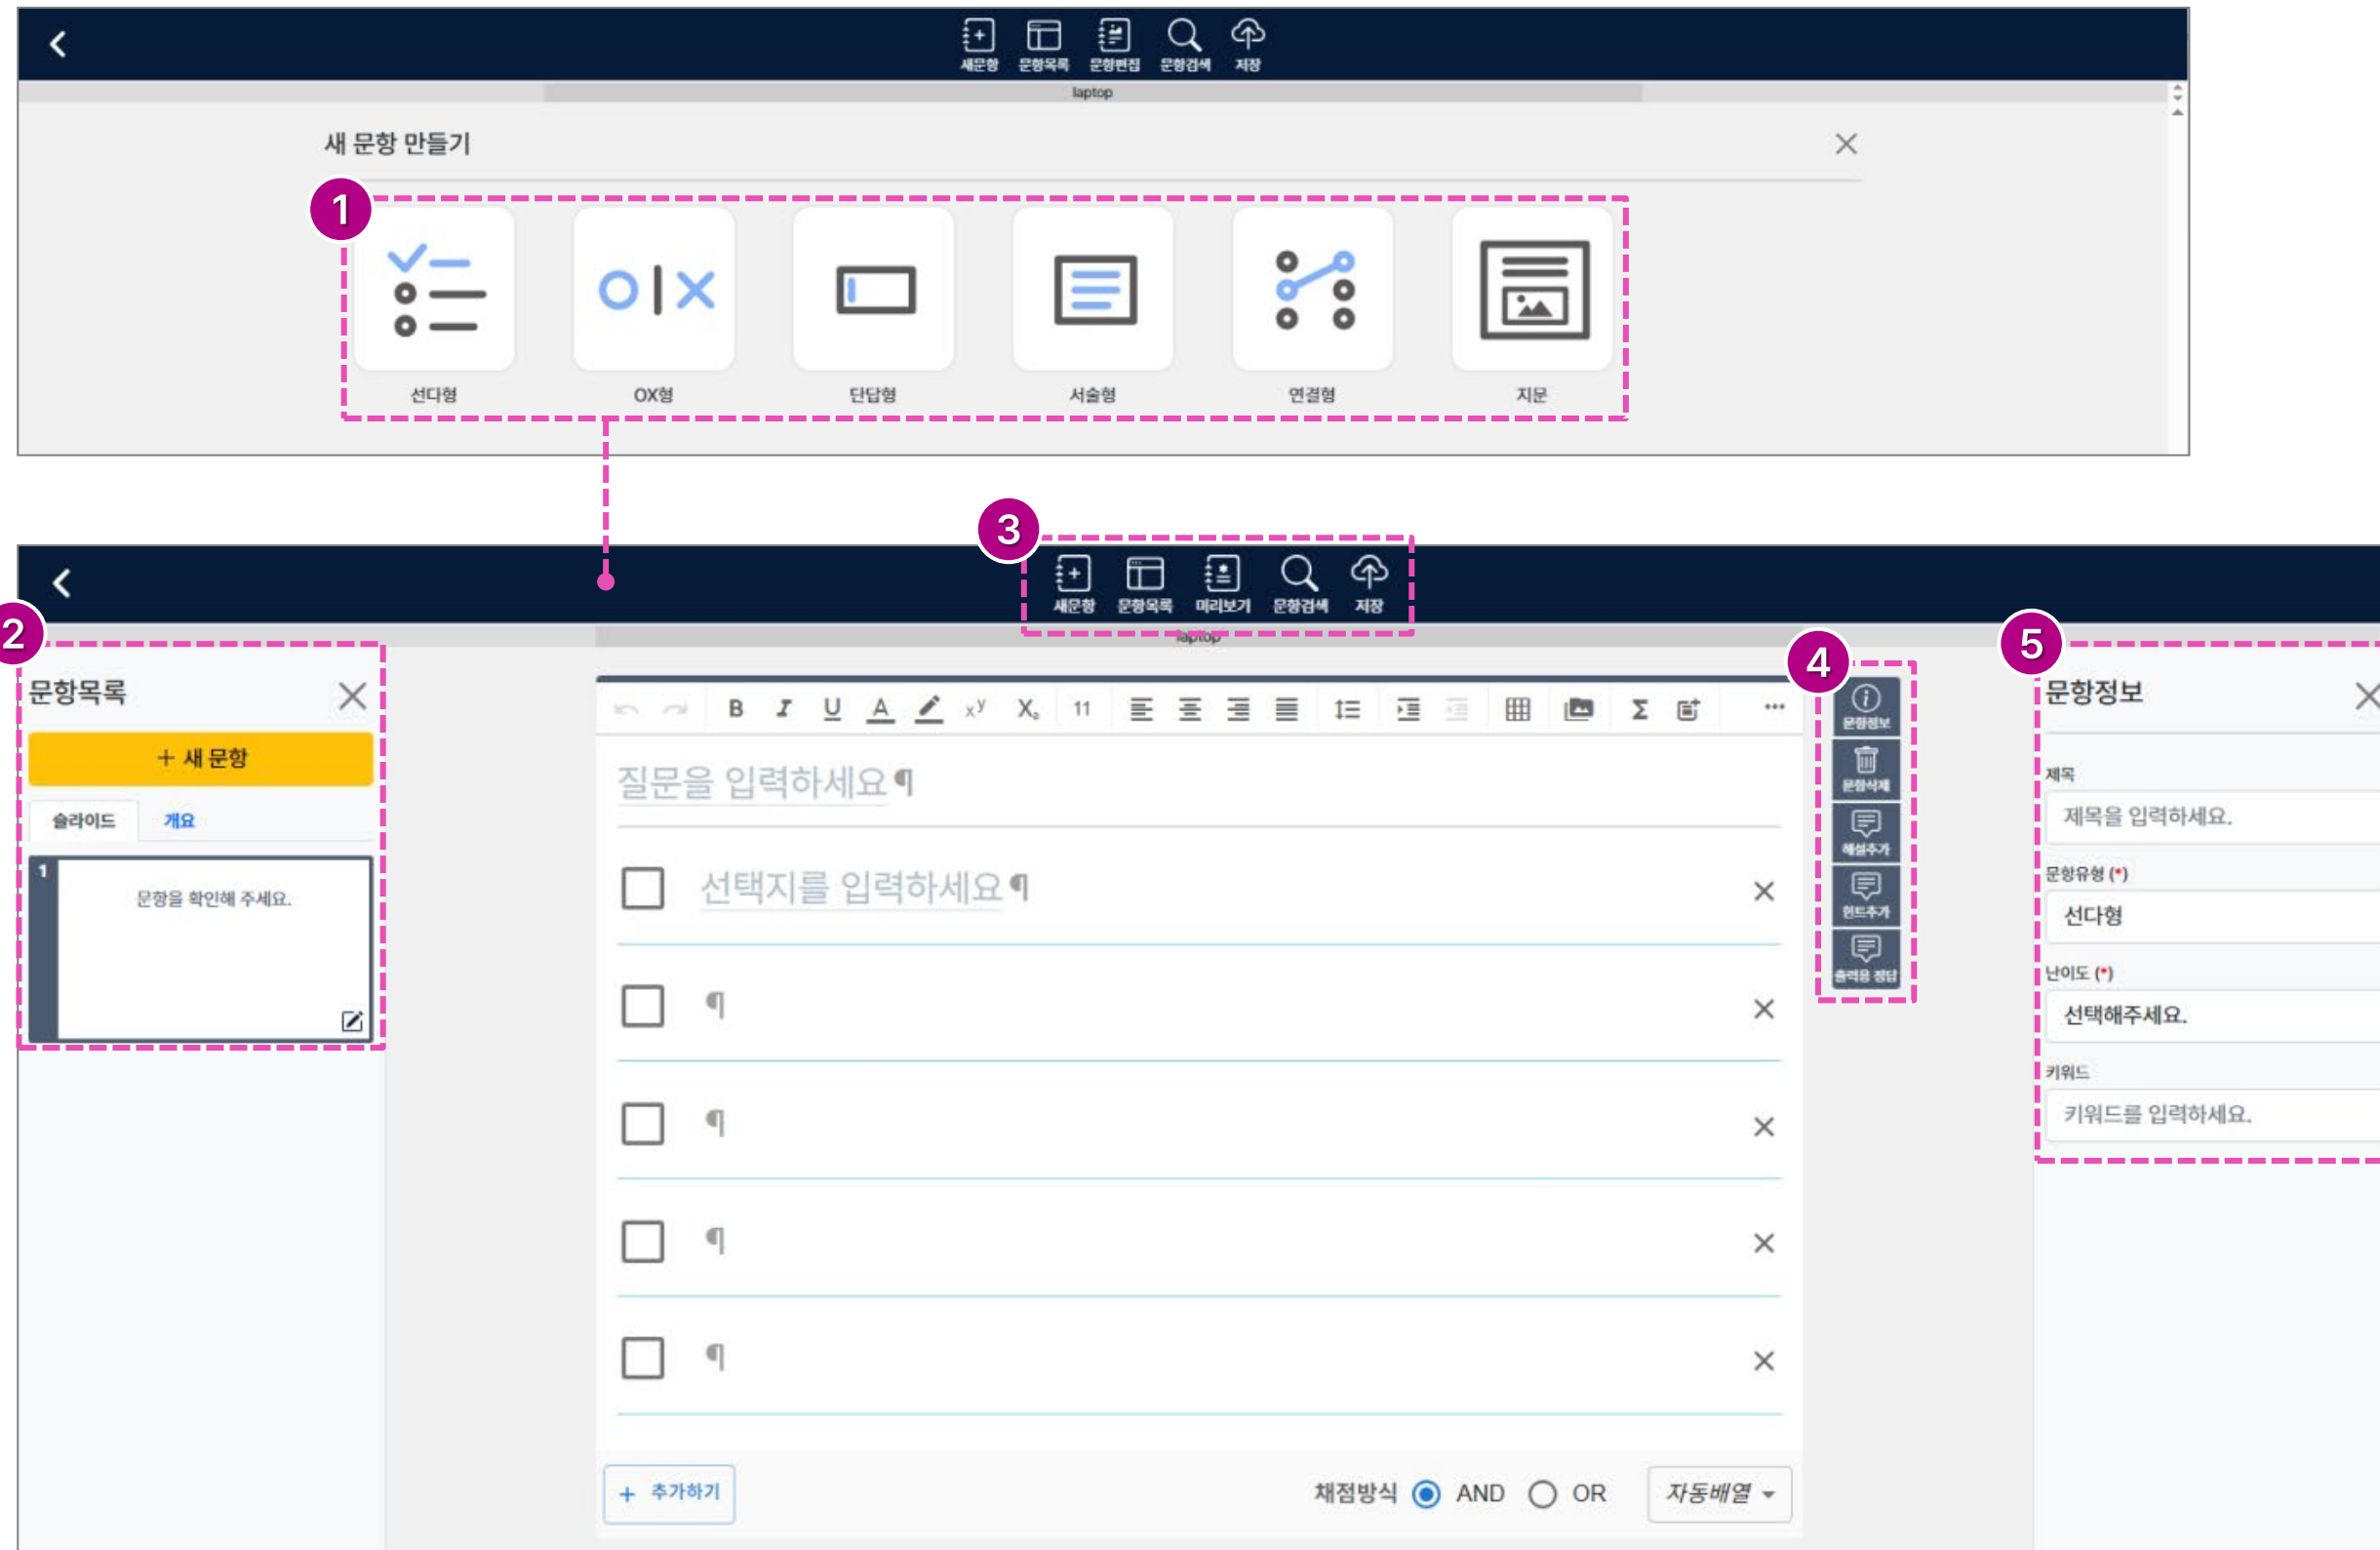 새문항 문항목록 문항편집 문항검색 저장
laptop
새 문항 만들기
1
선다형 OX형 단답형 서술형 연결형 지문
3
새문항 문항목록 미리보기 문항검색 저장
laptop
2
문항목록
+ 새 문항
슬라이드 개요
1
문항을 확인해 주세요.
B I U A x^y X₂ 11 Σ ...
질문을 입력하세요¶
선택지를 입력하세요¶
¶
¶
¶
¶
+ 추가하기 채점방식 AND OR 자동배열
4
문항정보
문항삭제
해설추가
힌트추가
출력용 정답
5
문항정보
제목
제목을 입력하세요.
문항유형 (*)
선다형
난이도 (*)
선택해주세요.
키워드
키워드를 입력하세요.